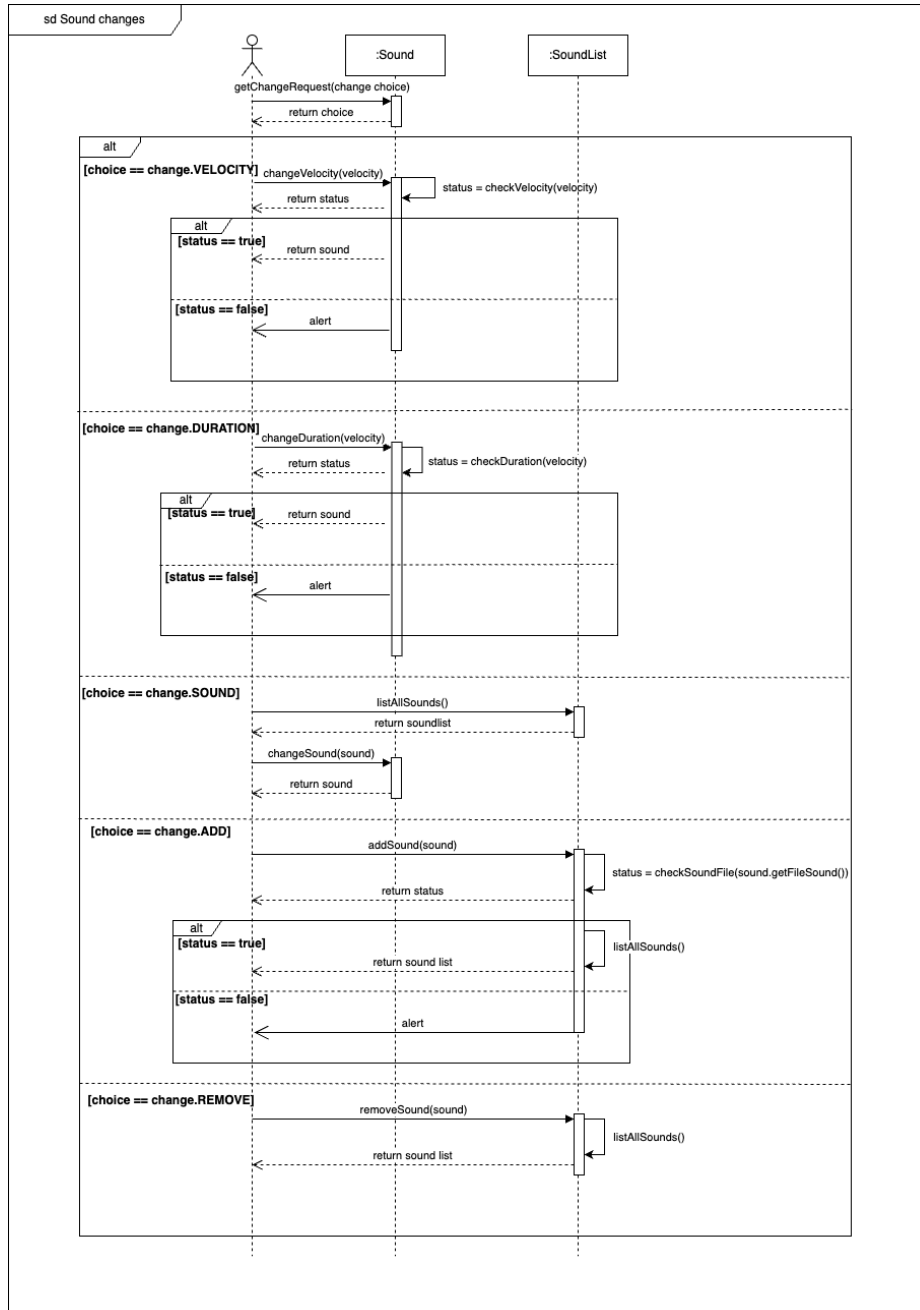 sd Sound changes
:Sound
:SoundList
getChangeRequest(change choice)
return choice
alt
[choice == change.VELOCITY]
changeVelocity(velocity)
status = checkVelocity(velocity)
return status
alt
[status == true]
return sound
[status == false]
alert
[choice == change.DURATION]
changeDuration(velocity)
status = checkDuration(velocity)
return status
alt
[status == true]
return sound
[status == false]
alert
[choice == change.SOUND]
listAllSounds()
return soundlist
changeSound(sound)
return sound
[choice == change.ADD]
addSound(sound)
status = checkSoundFile(sound.getFileSound())
return status
alt
[status == true]
listAllSounds()
return sound list
[status == false]
alert
[choice == change.REMOVE]
removeSound(sound)
listAllSounds()
return sound list